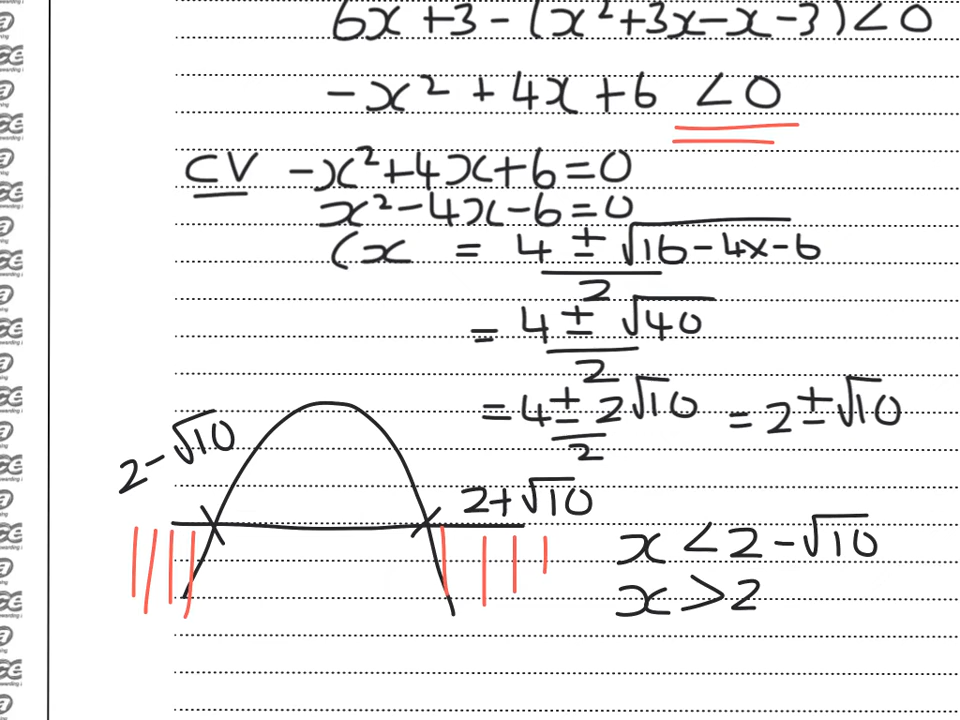 6x + 3 - (x² + 3x - x - 3) < 0
-x² + 4x + 6 < 0
CV -x² + 4x + 6 = 0
x² - 4x - 6 = 0
(x = 4 ± √16 - 4x - 6
2
= 4 ± √40
2
= 4 ± 2√10 = 2 ± √10
2
2 - √10
2 + √10
x < 2 - √10
x > 2